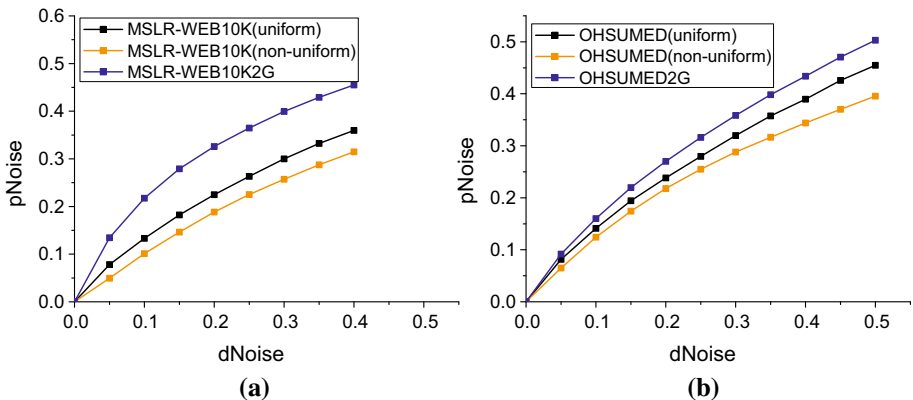 0.6
0.5
0.4
0.3
0.2
0.1
0.0
pNoise
MSLR-WEB10K(uniform)
MSLR-WEB10K(non-uniform)
MSLR-WEB10K2G
0.0 0.1 0.2 0.3 0.4 0.5
dNoise
(a)
0.5
0.4
0.3
0.2
0.1
0.0
pNoise
OHSUMED(uniform)
OHSUMED(non-uniform)
OHSUMED2G
0.0 0.1 0.2 0.3 0.4 0.5
dNoise
(b)